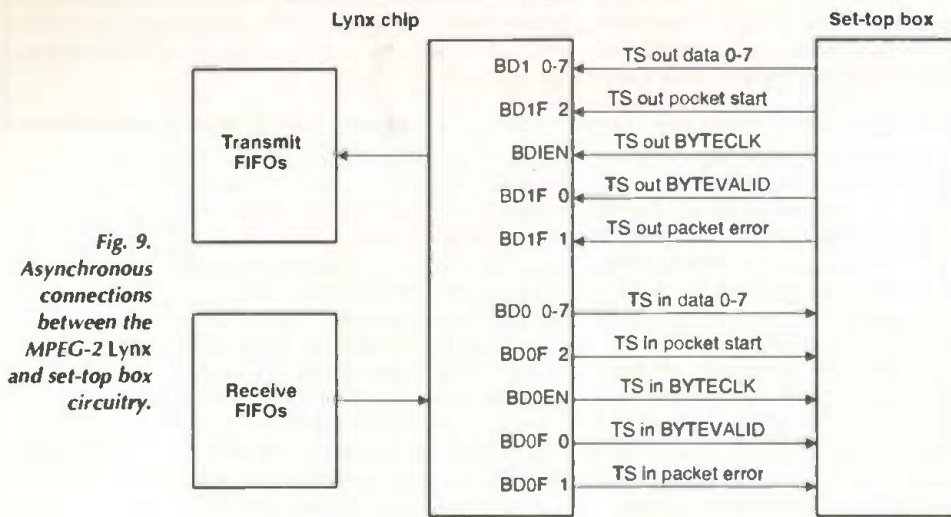 Lynx chip
Set-top box
Transmit
FIFOs
Receive
FIFOs
BD1 0-7
BD1F 2
BDIEN
BD1F 0
BD1F 1
BD0 0-7
BD0F 2
BD0EN
BD0F 0
BD0F 1
TS out data 0-7
TS out pocket start
TS out BYTECLK
TS out BYTEVALID
TS out packet error
TS in data 0-7
TS in pocket start
TS in BYTECLK
TS in BYTEVALID
TS in packet error
Fig. 9.
Asynchronous
connections
between the
MPEG-2 Lynx
and set-top box
circuitry.